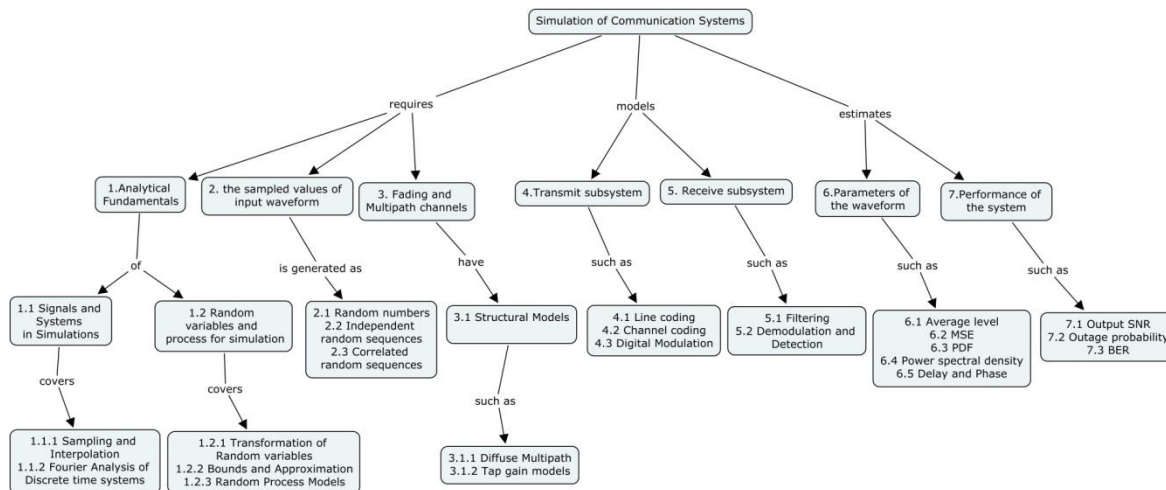 Simulation of Communication Systems
requires
models
estimates
1.Analytical
Fundamentals
2. the sampled values of
input waveform
3. Fading and
Multipath channels
4.Transmit subsystem
5. Receive subsystem
6.Parameters of
the waveform
7.Performance of
the system
of
is generated as
have
such as
such as
such as
such as
1.1 Signals and
Systems
in Simulations
1.2 Random
variables and
process for simulation
2.1 Random numbers
2.2 Independent
random sequences
2.3 Correlated
random sequences
3.1 Structural Models
4.1 Line coding
4.2 Channel coding
4.3 Digital Modulation
5.1 Filtering
5.2 Demodulation and
Detection
6.1 Average level
6.2 MSE
6.3 PDF
6.4 Power spectral density
6.5 Delay and Phase
7.1 Output SNR
7.2 Outage probability
7.3 BER
covers
covers
such as
1.1.1 Sampling and
Interpolation
1.1.2 Fourier Analysis of
Discrete time systems
1.2.1 Transformation of
Random variables
1.2.2 Bounds and Approximation
1.2.3 Random Process Models
3.1.1 Diffuse Multipath
3.1.2 Tap gain models